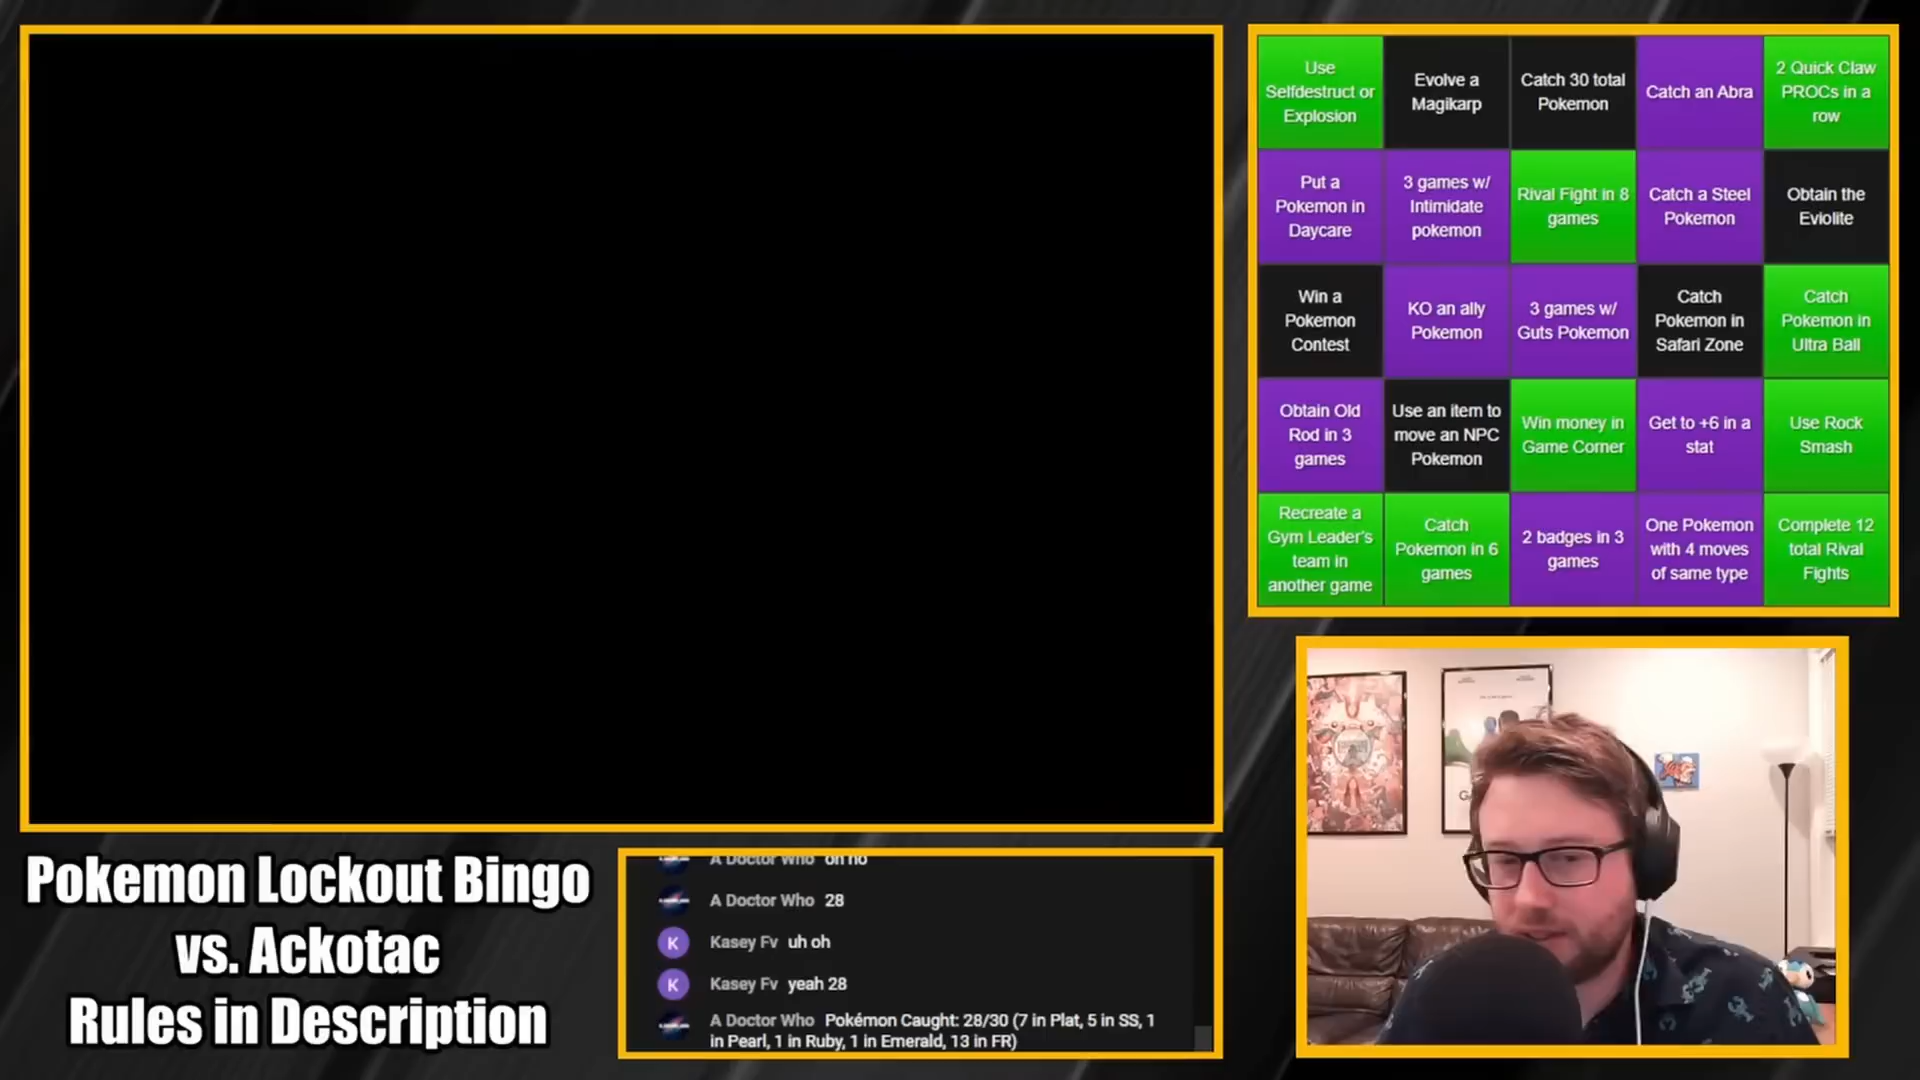 Use
Selfdestruct or
Explosion
Evolve a
Magikarp
Catch 30 total
Pokemon
Catch an Abra
2 Quick Claw
PROCs in a
row
Put a
Pokemon in
Daycare
3 games w/
Intimidate
pokemon
Rival Fight in 8
games
Catch a Steel
Pokemon
Obtain the
Eviolite
Win a
Pokemon
Contest
KO an ally
Pokemon
3 games w/
Guts Pokemon
Catch
Pokemon in
Safari Zone
Catch
Pokemon in
Ultra Ball
Obtain Old
Rod in 3
games
Use an item to
move an NPC
Pokemon
Win money in
Game Corner
Get to +6 in a
stat
Use Rock
Smash
Recreate a
Gym Leader's
team in
another game
Catch
Pokemon in 6
games
2 badges in 3
games
One Pokemon
with 4 moves
of same type
Complete 12
total Rival
Fights
Pokemon Lockout Bingo
vs. Ackotac
Rules in Description
A Doctor Who oh no
A Doctor Who 28
K Kasey Fv uh oh
K Kasey Fv yeah 28
A Doctor Who Pokémon Caught: 28/30 (7 in Plat, 5 in SS, 1
in Pearl, 1 in Ruby, 1 in Emerald, 13 in FR)